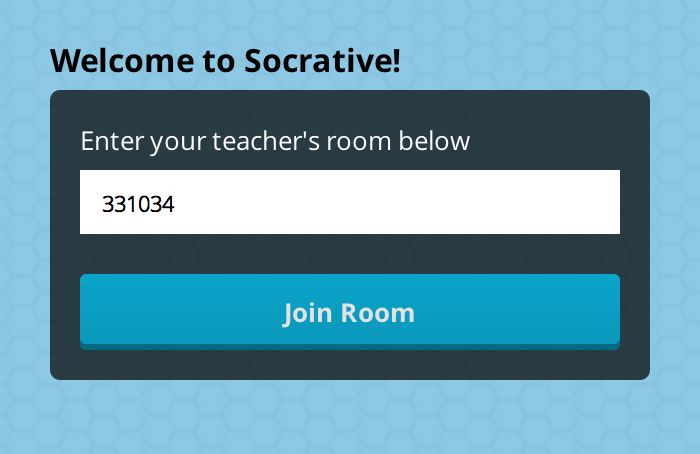 Welcome to Socrative!
Enter your teacher's room below
331034
Join Room